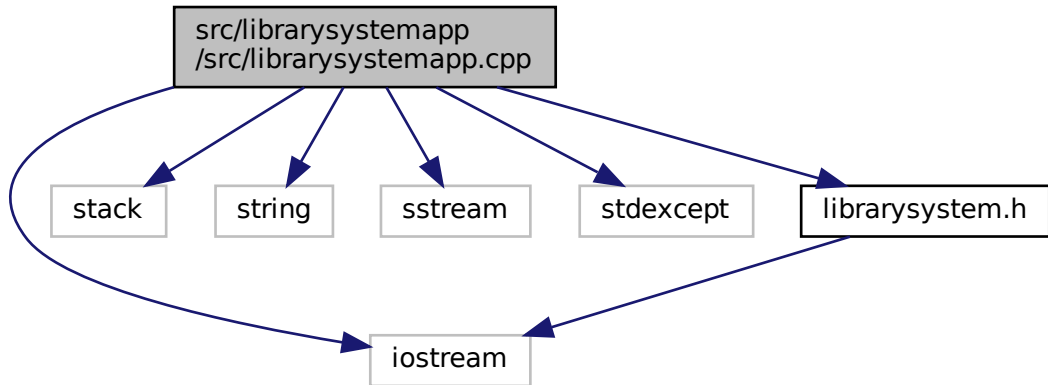 src/librarysystemapp
/src/librarysystemapp.cpp
stack
string
sstream
stdexcept
librarysystem.h
iostream